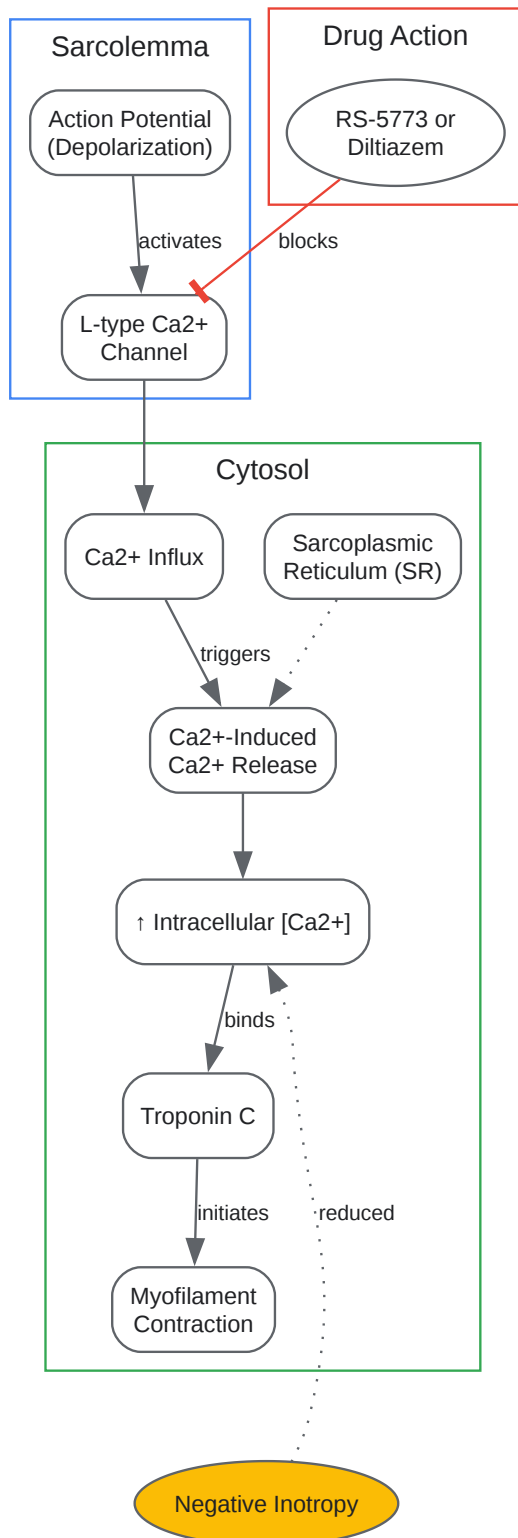 Sarcolemma
Drug Action
Action Potential
(Depolarization)
RS-5773 or
Diltiazem
activates
blocks
L-type Ca2+
Channel
Cytosol
Ca2+ Influx
Sarcoplasmic
Reticulum (SR)
triggers
Ca2+-Induced
Ca2+ Release
↑ Intracellular [Ca2+]
binds
Troponin C
initiates
reduced
Myofilament
Contraction
Negative Inotropy